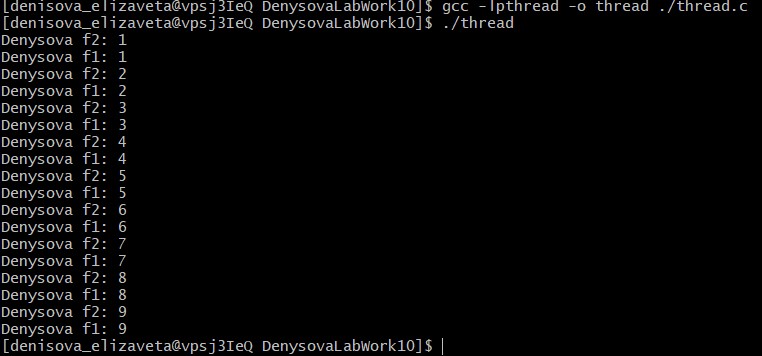 [denisova_elizaveta@vpsj3IeQ DenysovaLabWork10]$ gcc -lpthread -o thread ./thread.c
[denisova_elizaveta@vpsj3IeQ DenysovaLabWork10]$ ./thread
Denysova f2: 1
Denysova f1: 1
Denysova f2: 2
Denysova f1: 2
Denysova f2: 3
Denysova f1: 3
Denysova f2: 4
Denysova f1: 4
Denysova f2: 5
Denysova f1: 5
Denysova f2: 6
Denysova f1: 6
Denysova f2: 7
Denysova f1: 7
Denysova f2: 8
Denysova f1: 8
Denysova f2: 9
Denysova f1: 9
[denisova_elizaveta@vpsj3IeQ DenysovaLabWork10]$